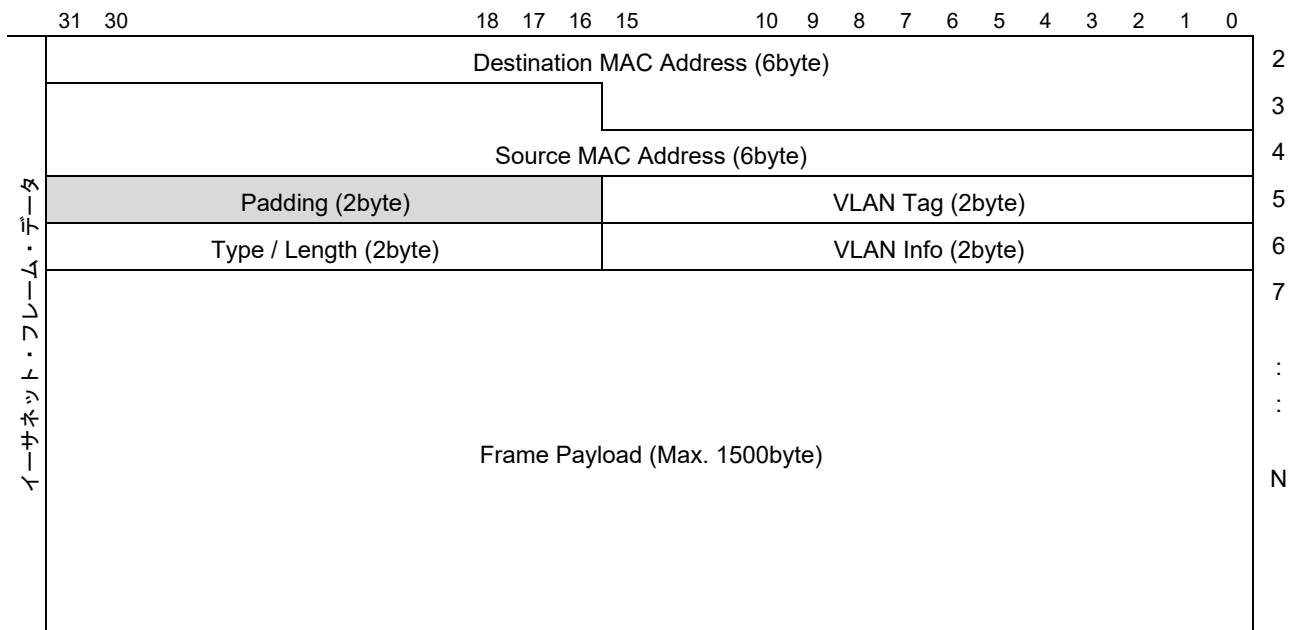 31 30 18 17 16 15 10 9 8 7 6 5 4 3 2 1 0
Destination MAC Address (6byte) 2
3
Source MAC Address (6byte) 4
Padding (2byte) VLAN Tag (2byte) 5
Type / Length (2byte) VLAN Info (2byte) 6
7
:
:
Frame Payload (Max. 1500byte)
N
イーサネット・フレーム・データ